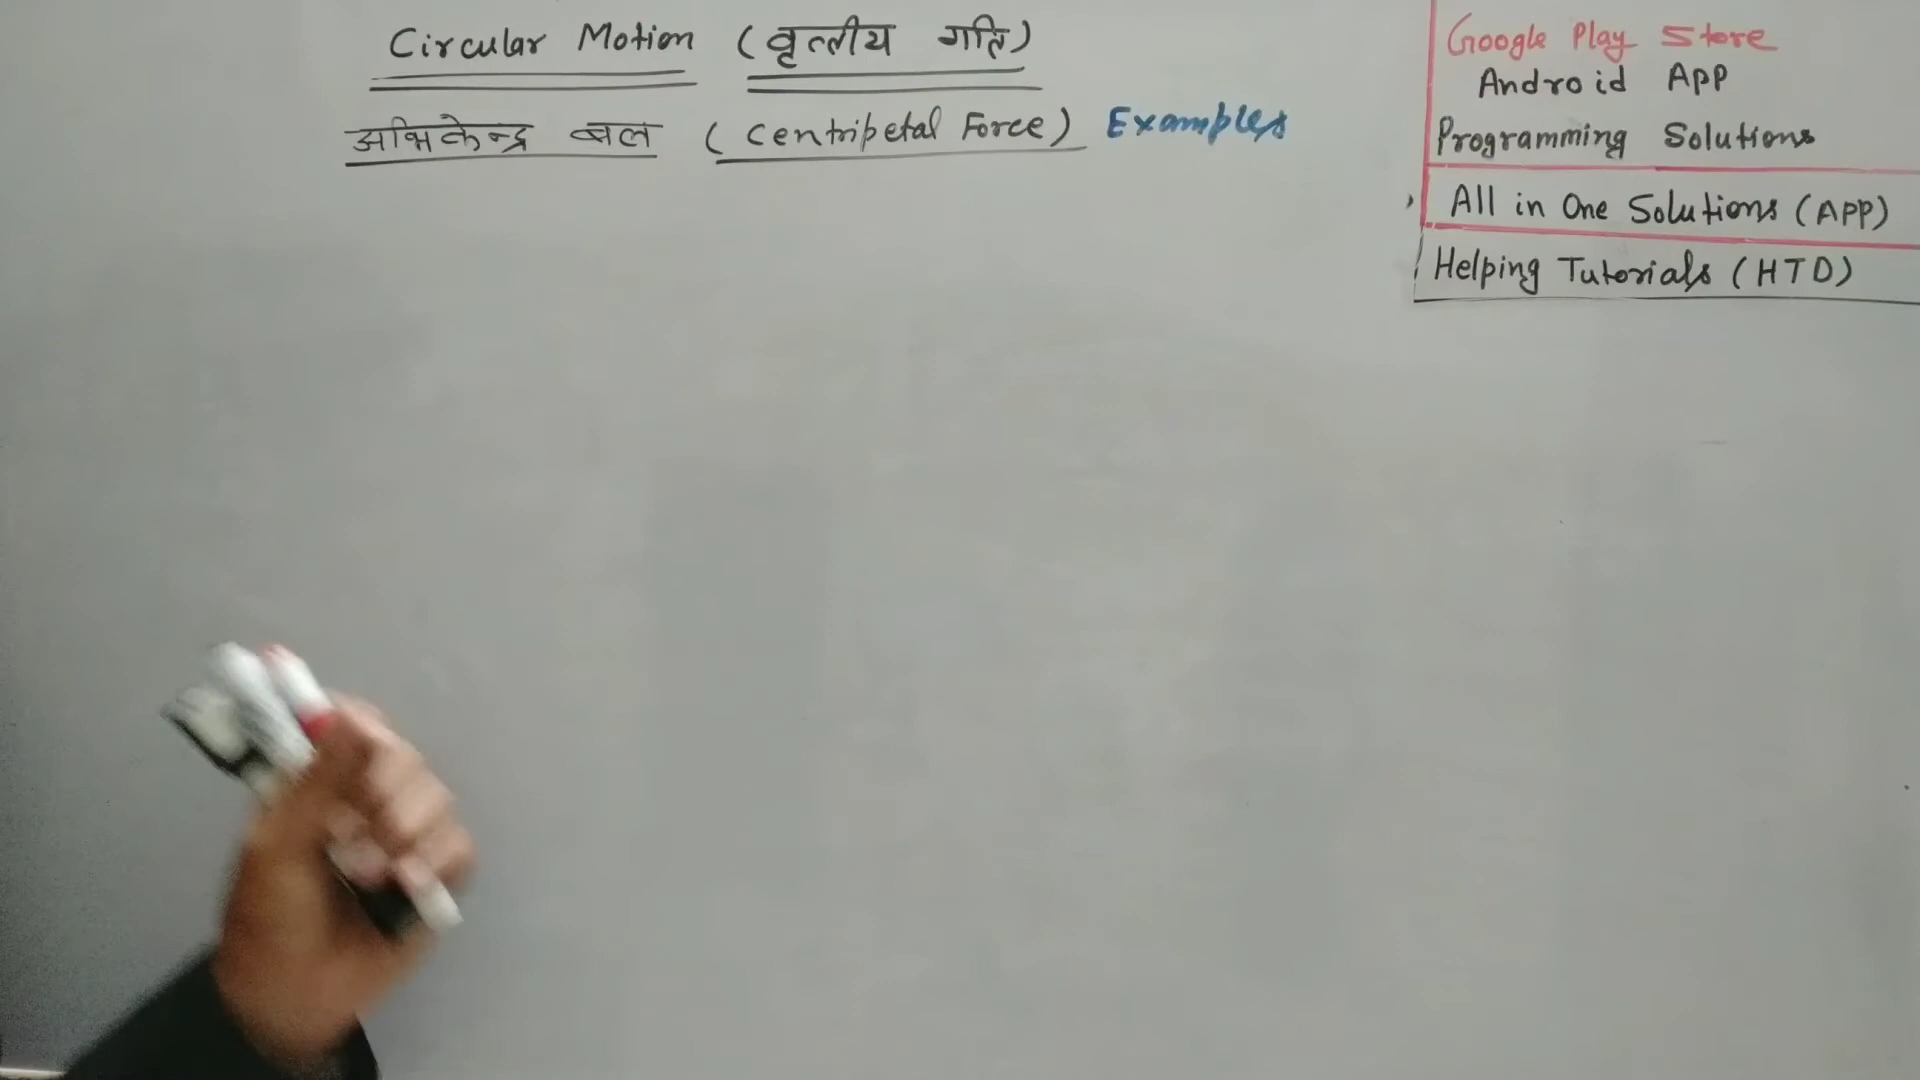 Circular Motion (वृत्तीय गति)
अभिकेन्द्र बल (Centripetal Force) Examples
Google Play Store
Android APP
Programming Solutions
All in One Solutions (APP)
Helping Tutorials (HTD)